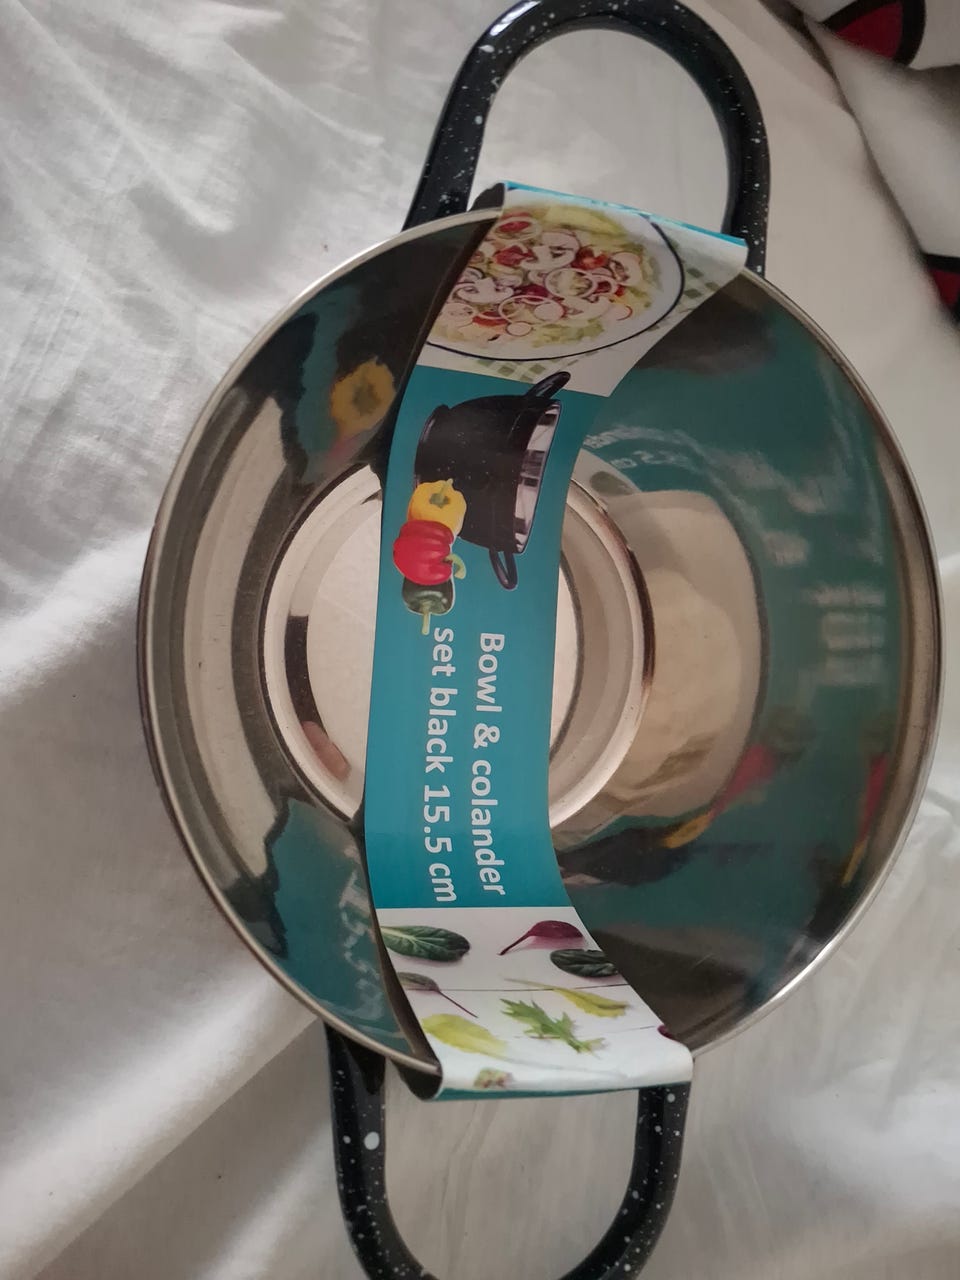 Bowl & colander
set black 15.5 cm